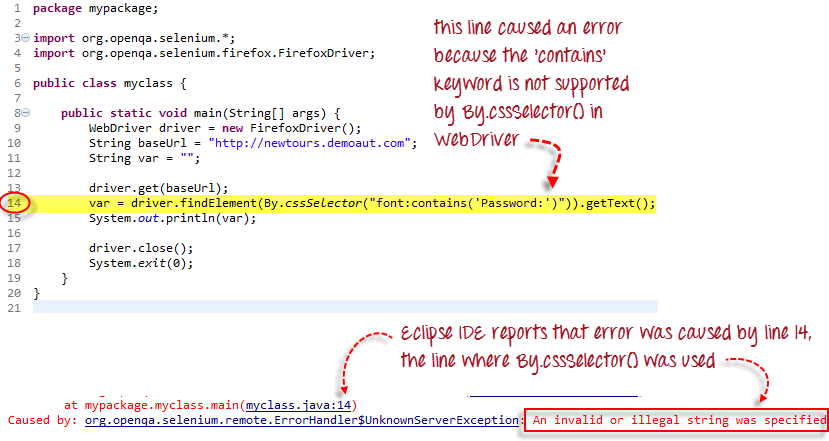 1 package mypackage;
2
3 import org.openqa.selenium.*;
4 import org.openqa.selenium.firefox.FirefoxDriver;
5
6 public class myclass {
7
8     public static void main(String[] args) {
9         WebDriver driver = new FirefoxDriver();
10         String baseUrl = "http://newtours.demoaut.com";
11         String var = "";
12
13         driver.get(baseUrl);
14         var = driver.findElement(By.cssSelector("font:contains('Password:')")).getText();
15         System.out.println(var);
16
17         driver.close();
18         System.exit(0);
19     }
20 }
21
this line caused an error
because the 'contains'
keyword is not supported
by By.cssSelector() in
WebDriver
Eclipse IDE reports that error was caused by line 14,
the line where By.cssSelector() was used
at mypackage.myclass.main(myclass.java:14)
Caused by: org.openqa.selenium.remote.ErrorHandler$UnknownServerException: An invalid or illegal string was specified